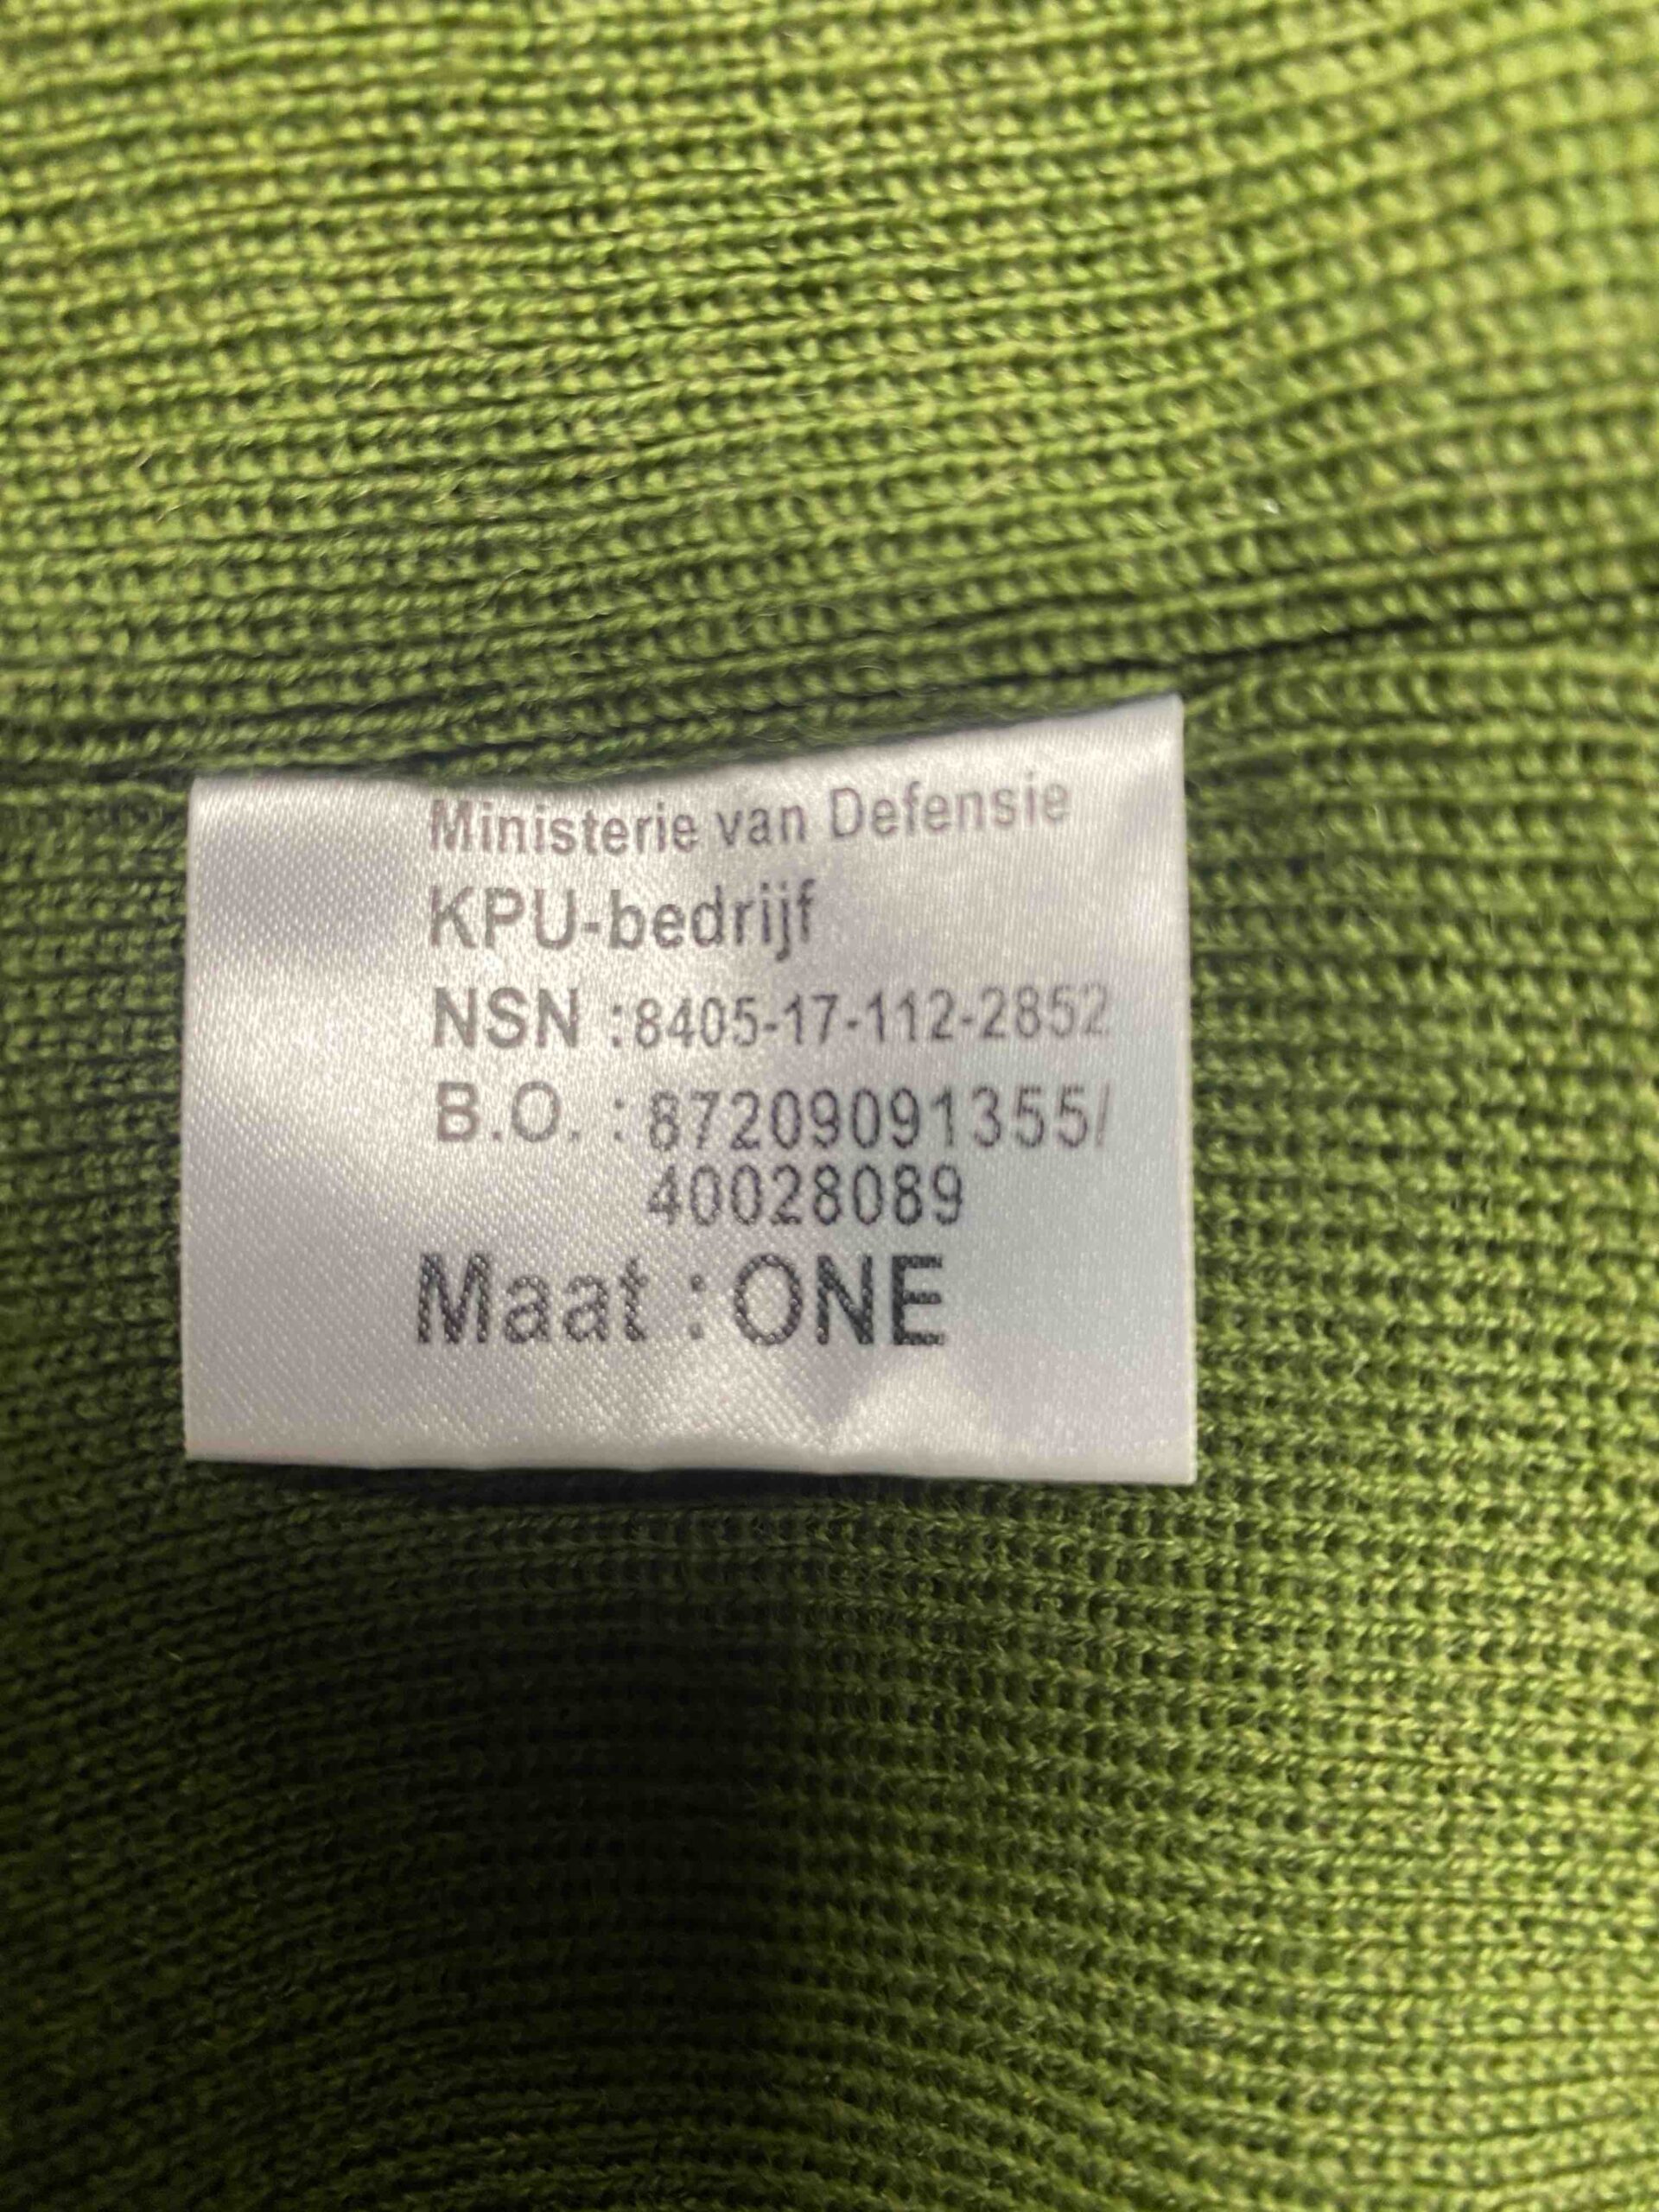 Ministerie van Defensie
KPU-bedrijf
NSN :8405-17-112-2852
B.O. : 87209091355/
40028089
Maat : ONE